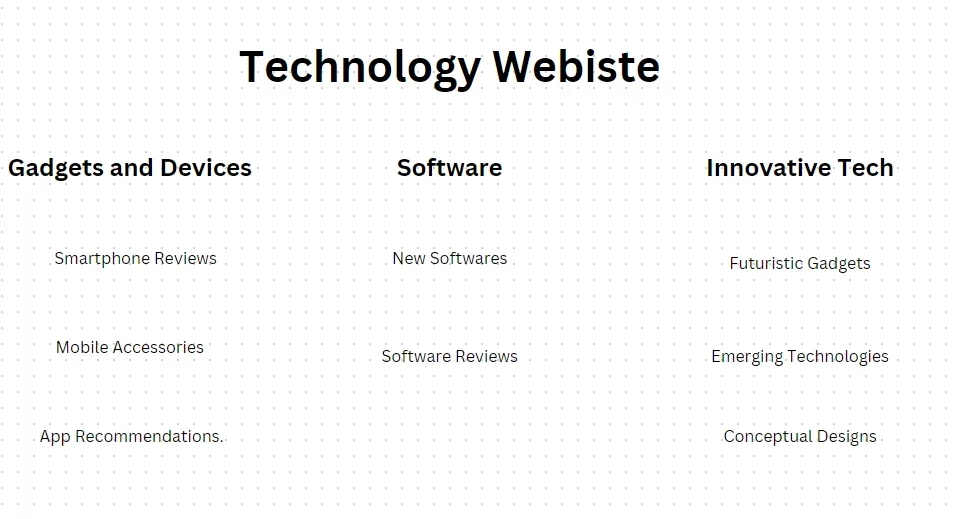 Technology Webiste
Gadgets and Devices
Software
Innovative Tech
Smartphone Reviews
New Softwares
Futuristic Gadgets
Mobile Accessories
Software Reviews
Emerging Technologies
App Recommendations.
Conceptual Designs